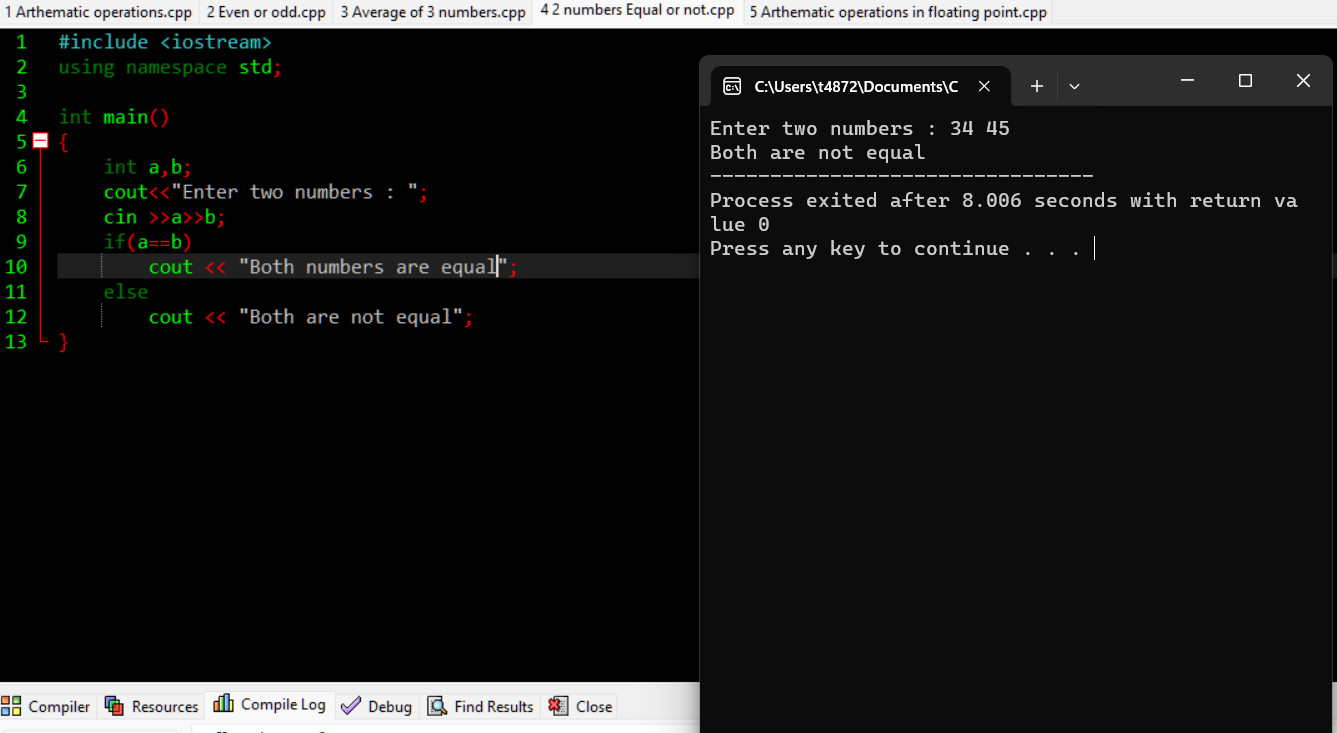 1 Arthematic operations.cpp 2 Even or odd.cpp 3 Average of 3 numbers.cpp 4 2 numbers Equal or not.cpp 5 Arthematic operations in floating point.cpp
1 #include <iostream>
2 using namespace std;
3
4 int main()
5 {
6 int a,b;
7 cout<<"Enter two numbers : ";
8 cin >>a>>b;
9 if(a==b)
10 cout << "Both numbers are equal";
11 else
12 cout << "Both are not equal";
13 }
C:\Users\t4872\Documents\C
Enter two numbers : 34 45
Both are not equal
--------------------------------
Process exited after 8.006 seconds with return va
lue 0
Press any key to continue . . .
Compiler Resources Compile Log Debug Find Results Close